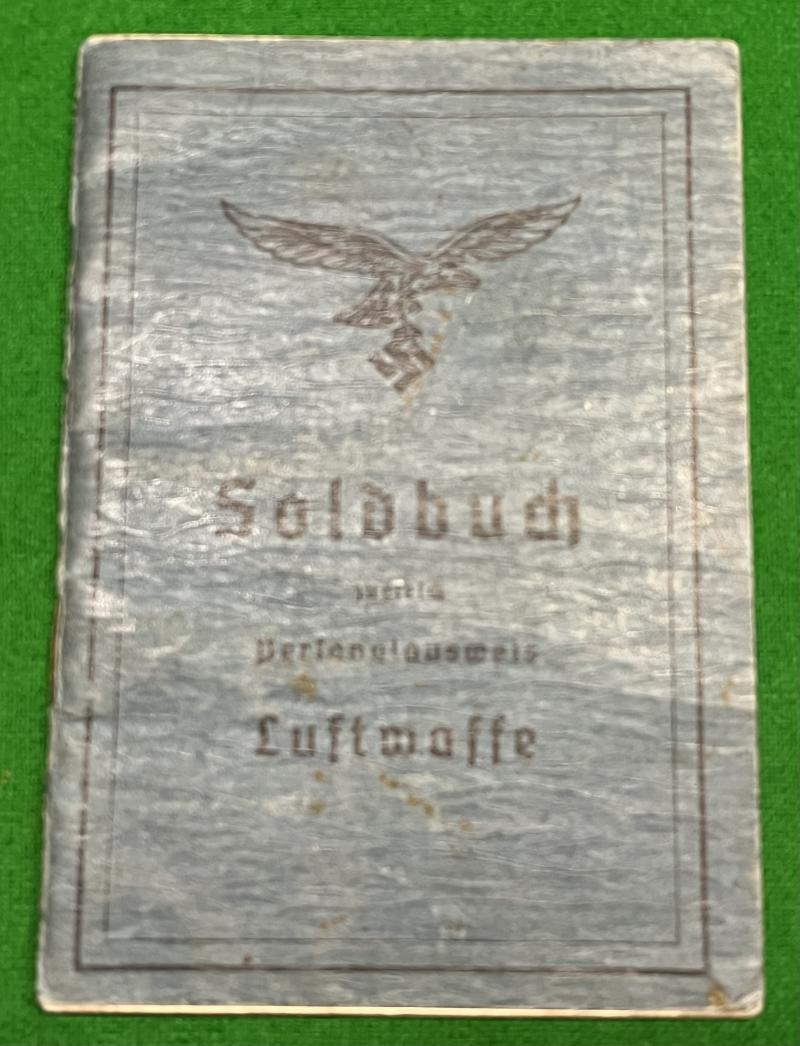 Soldbuch
zugleich
Personalausweis
Luftwaffe